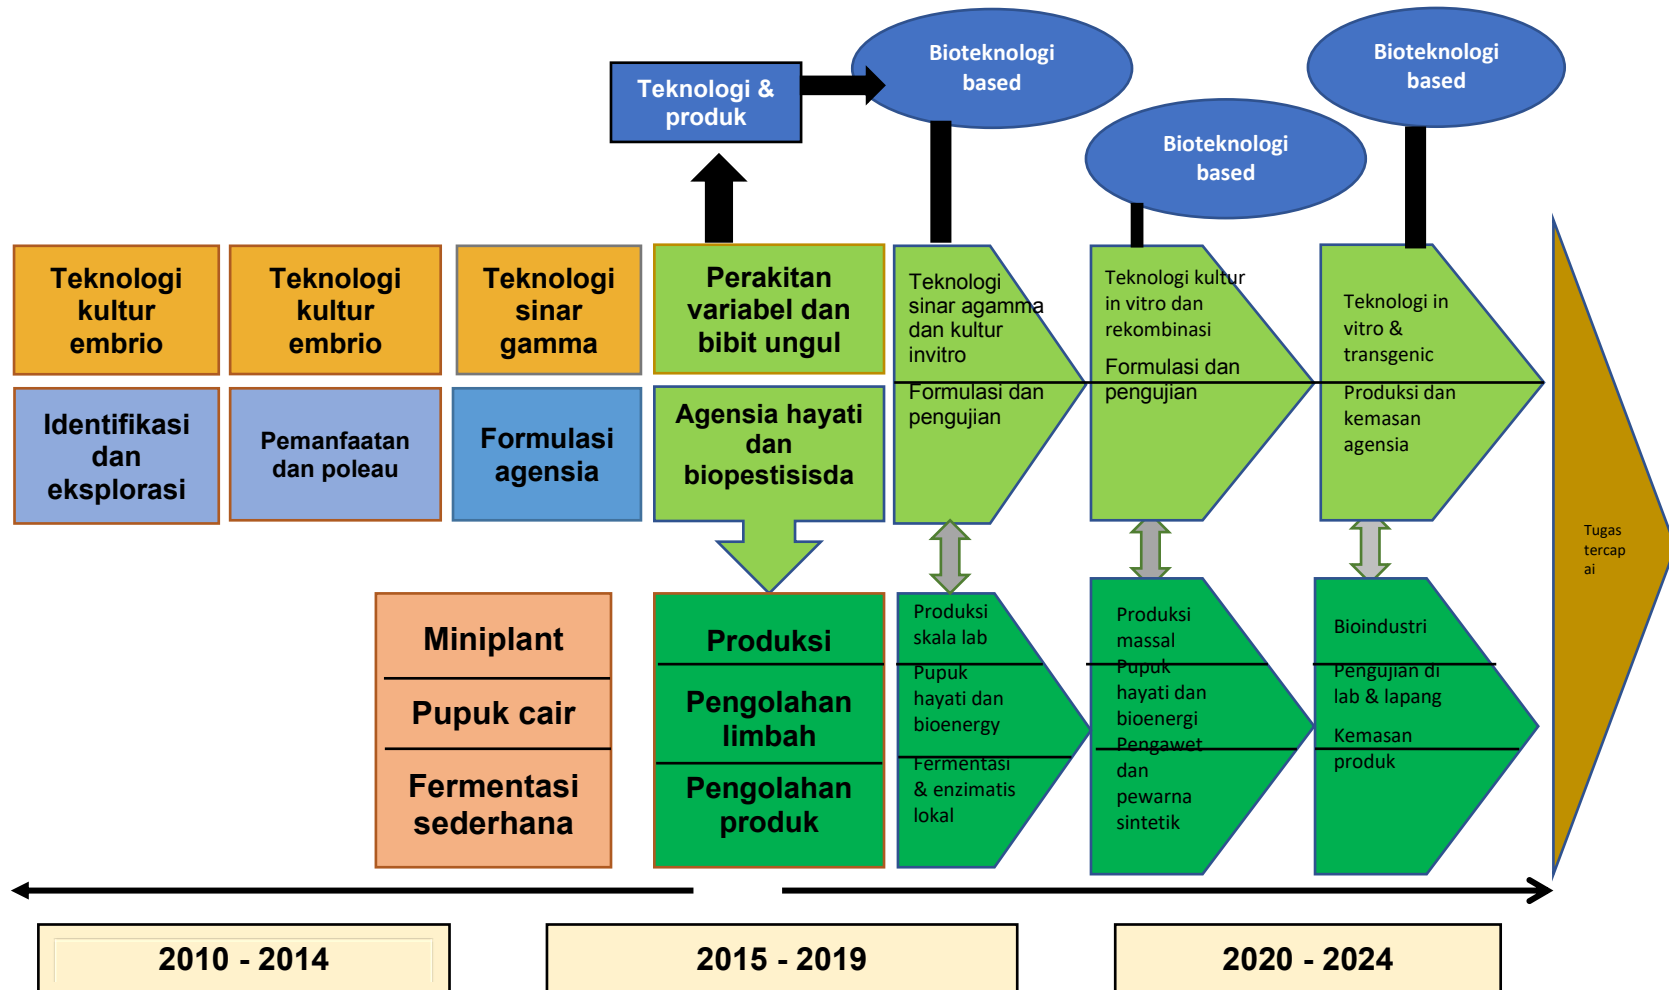 Bioteknologi
based
Teknologi &
produk
Bioteknologi
based
Bioteknologi
based
Teknologi
kultur
embrio
Teknologi
kultur
embrio
Teknologi
sinar
gamma
Perakitan
variabel dan
bibit ungul
Teknologi
sinar agamma
dan kultur
invitro
Formulasi dan
pengujian
Teknologi kultur
in vitro dan
rekombinasi
Formulasi dan
pengujian
Teknologi in
vitro &
transgenic
Produksi dan
kemasan
agensia
Identifikasi
dan
eksplorasi
Pemanfaatan
dan poleau
Formulasi
agensia
Agensia hayati
dan
biopestisisda
Tugas
tercap
ai
Miniplant
Pupuk cair
Fermentasi
sederhana
Produksi
Pengolahan
limbah
Pengolahan
produk
Produksi
skala lab
Pupuk
hayati dan
bioenergy
Fermentasi
& enzimatis
lokal
Produksi
massal
Pupuk
hayati dan
bioenergi
Pengawet
dan
pewarna
sintetik
Bioindustri
Pengujian di
lab & lapang
Kemasan
produk
2010 - 2014
2015 - 2019
2020 - 2024